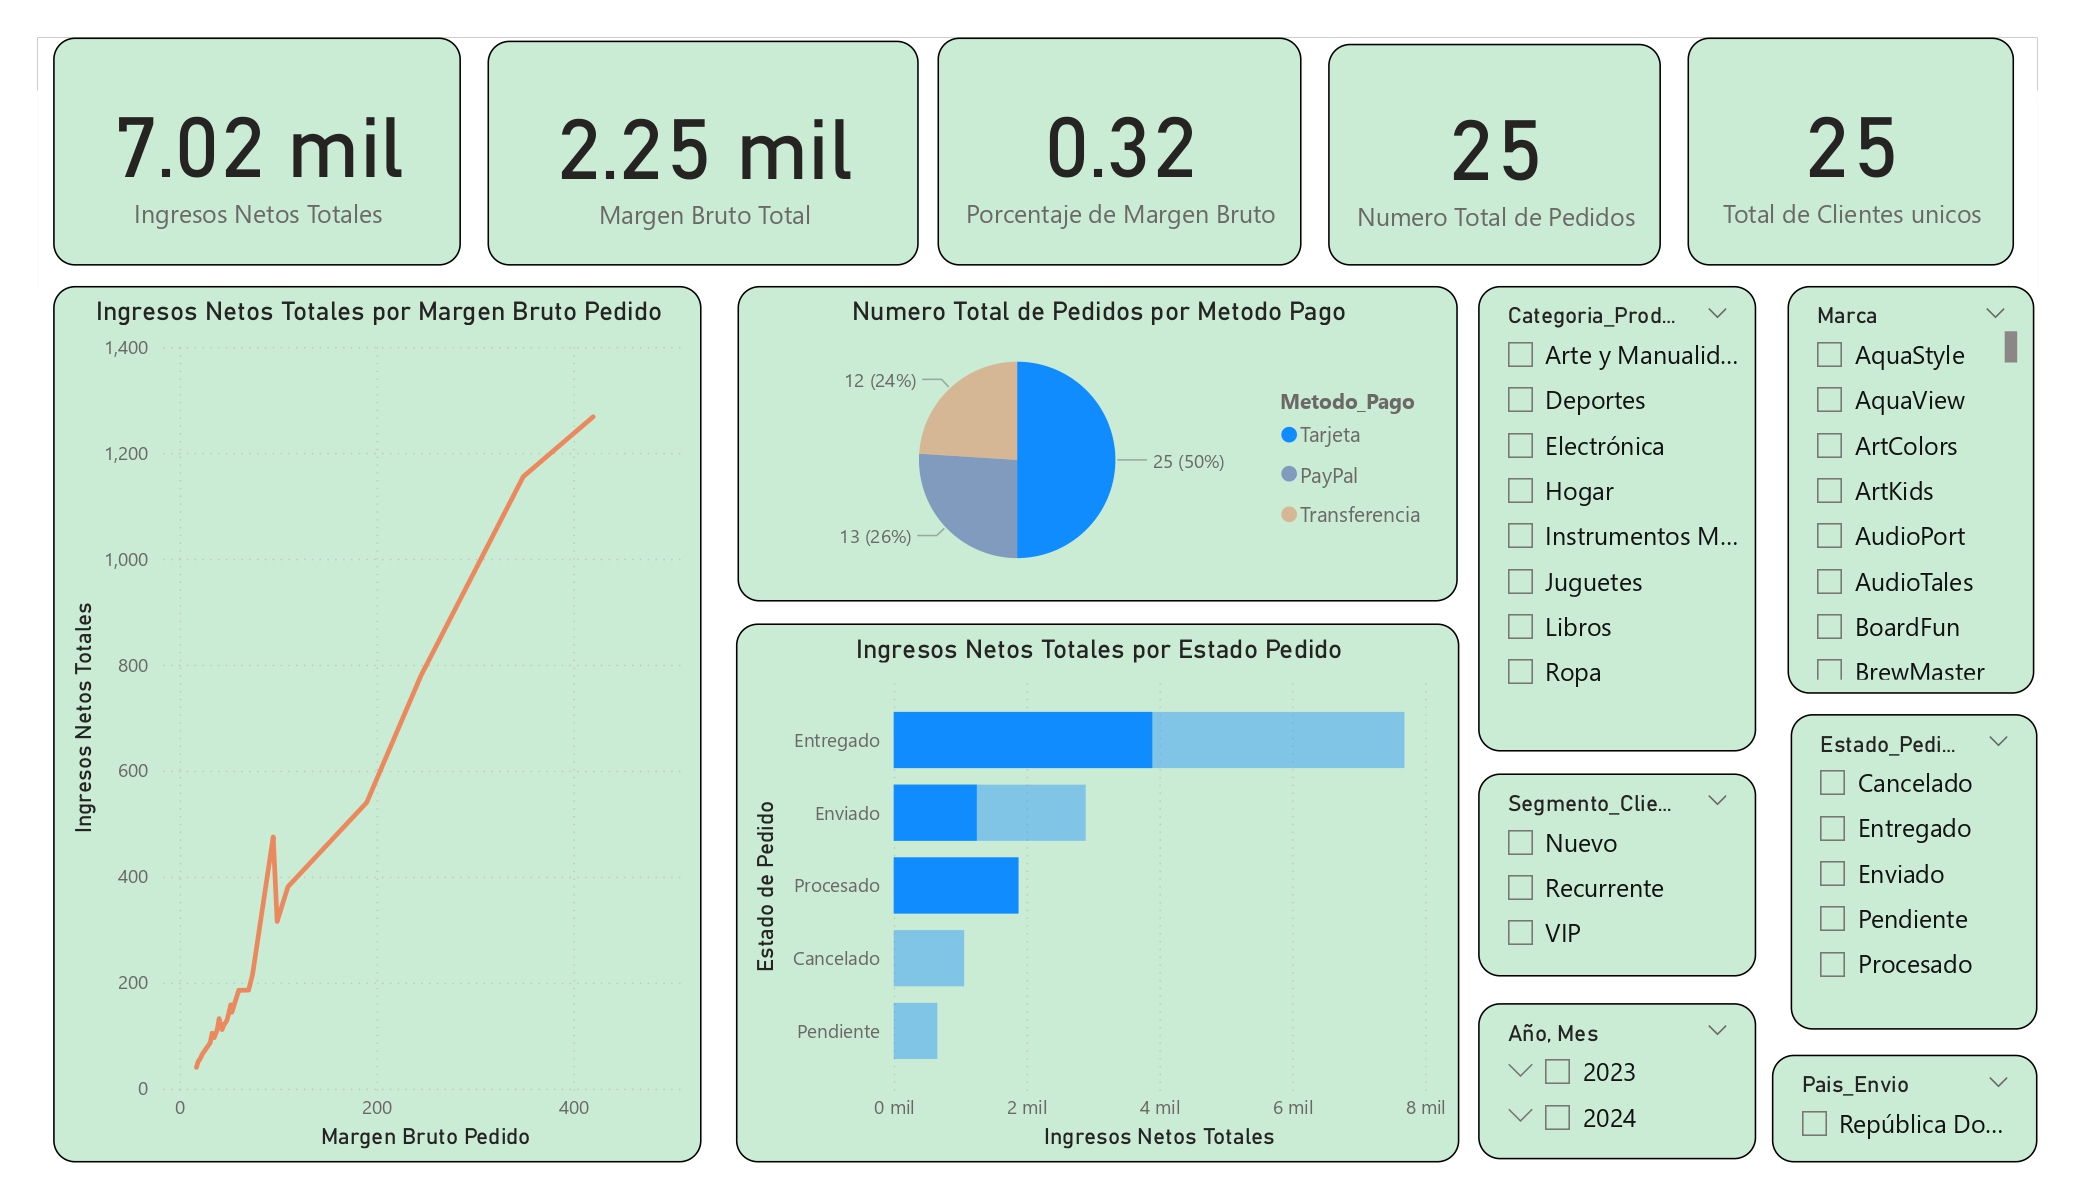 7.02 mil
Ingresos Netos Totales
2.25 mil
Margen Bruto Total
0.32
Porcentaje de Margen Bruto
25
Numero Total de Pedidos
25
Total de Clientes unicos
Ingresos Netos Totales por Margen Bruto Pedido
Ingresos Netos Totales
1,400
1,200
1,000
800
600
400
200
0
0
200
400
Margen Bruto Pedido
Numero Total de Pedidos por Metodo Pago
12 (24%)
25 (50%)
13 (26%)
Metodo_Pago
Tarjeta
PayPal
Transferencia
Ingresos Netos Totales por Estado Pedido
Estado de Pedido
Entregado
Enviado
Procesado
Cancelado
Pendiente
0 mil
2 mil
4 mil
6 mil
8 mil
Ingresos Netos Totales
Categoria_Prod...
Arte y Manualid...
Deportes
Electrónica
Hogar
Instrumentos M...
Juguetes
Libros
Ropa
Marca
AquaStyle
AquaView
ArtColors
ArtKids
AudioPort
AudioTales
BoardFun
BrewMaster
Segmento_Clie...
Nuevo
Recurrente
VIP
Estado_Pedi...
Cancelado
Entregado
Enviado
Pendiente
Procesado
Año, Mes
2023
2024
Pais_Envio
República Do...